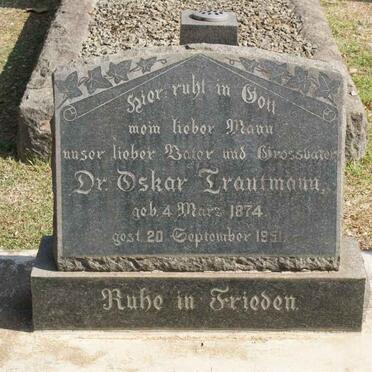 Hier ruht in Gott
mein lieber Mann
unser lieber Vater und Grossvater
Dr. Oskar Trautmann,
geb. 4 März 1874.
gest. 20 September 1951.
Ruhe in Frieden.